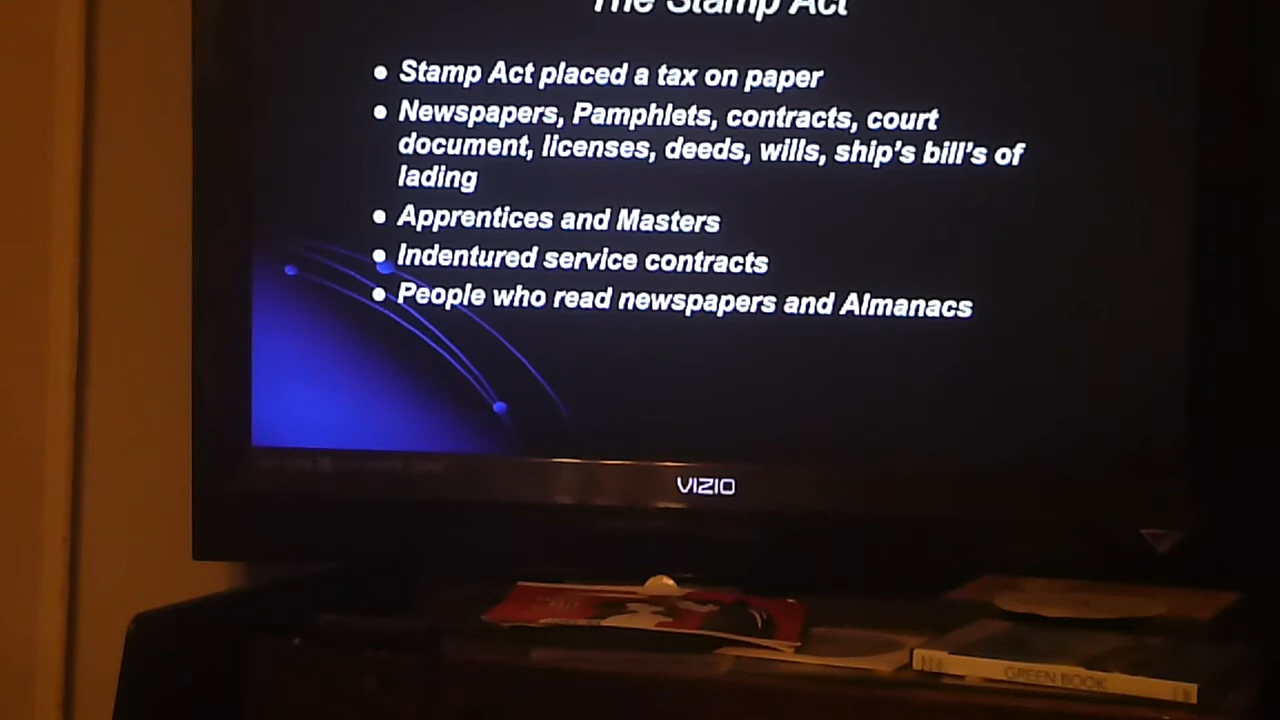 The Stamp Act
• Stamp Act placed a tax on paper
• Newspapers, Pamphlets, contracts, court
document, licenses, deeds, wills, ship's bill's of
lading
• Apprentices and Masters
• Indentured service contracts
• People who read newspapers and Almanacs
VIZIO
GREEN BOOK